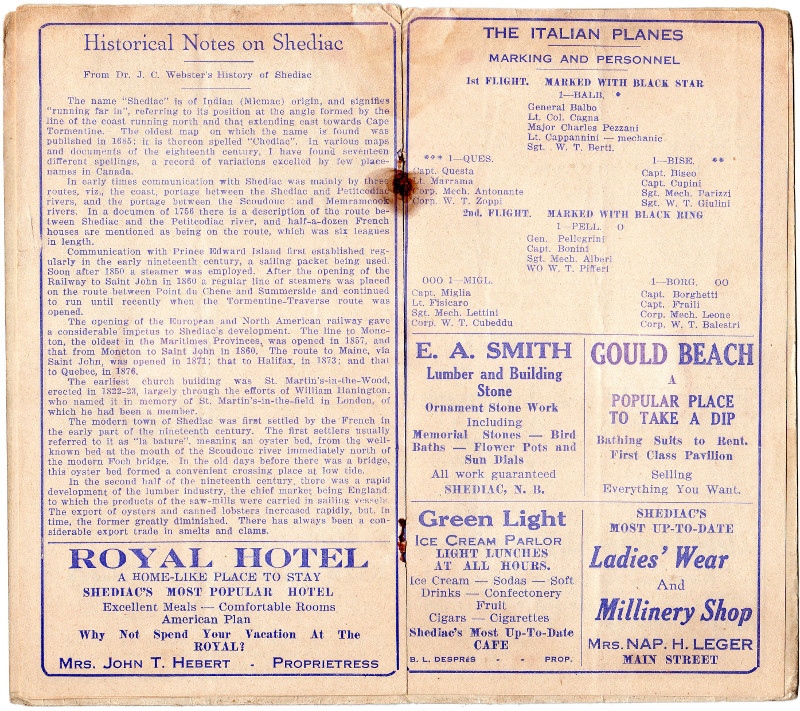 Historical Notes on Shediac
From Dr. J. C. Webster's History of Shediac
The name "Shediac" is of Indian (Micmac) origin, and signifies
"running far in", referring to its position at the angle formed by the
line of the coast running north and that extending east towards Cape
Tormentine. The oldest map on which the name is found was
published in 1685; it is thereon spelled "Chediac". In various maps
and documents of the eighteenth century, I have found seventeen
different spellings, a record of variations excelled by few place-
names in Canada.
In early times communication with Shediac was mainly by three
routes, viz., the coast, portage between the Shediac and Petitcodiac
rivers, and the portage between the Scoudouc and Memramcook
rivers. In a documen of 1756 there is a description of the route be-
tween Shediac and the Petitcodiac river, and half-a-dozen French
houses are mentioned as being on the route, which was six leagues
in length.
Communication with Prince Edward Island first established reg-
ularly in the early nineteenth century, a sailing packet being used.
Soon after 1850 a steamer was employed. After the opening of the
Railway to Saint John in 1860 a regular line of steamers was placed
on the route between Point du Chene and Summerside and continued
to run until recently when the Tormentine-Traverse route was
opened.
The opening of the Europran and North American railway gave
a considerable impetus to Shediac's development. The line to Monc-
ton, the oldest in the Maritimes Provinces, was opened in 1857, and
that from Moncton to Saint John in 1860. The route to Maine, via
Saint John, was opened in 1871; that to Halifax, in 1873; and that
to Quebec, in 1876.
The earliest church building was St. Martin's-in-the-Wood,
erected in 1822-23, largely through the efforts of William Hanington,
who named it in memory of St. Martin's-in-the-field in London, of
which he had been a member.
The modern town of Shediac was first settled by the French in
the early part of the nineteenth century. The first settlers usually
referred to it as "la bature", meaning an oyster bed, from the well-
known bed at the mouth of the Scoudouc river immediately north of
the modern Foch bridge. In the old days before there was a bridge,
this oyster bed formed a convenient crossing place at low tide.
In the second half of the nineteenth century, there was a rapid
development of the lumber industry, the chief market being England,
to which the products of the saw-mills were carried in sailing vessels.
The export of oysters and canned lobsters increased rapidly, but, in
time, the former greatly diminished. There has always been a con-
siderable export trade in smelts and clams.
ROYAL HOTEL
A HOME-LIKE PLACE TO STAY
SHEDIAC'S MOST POPULAR HOTEL
Excellent Meals — Comfortable Rooms
American Plan
Why Not Spend Your Vacation At The
ROYAL?
MRS. JOHN T. HEBERT - - PROPRIETRESS
THE ITALIAN PLANES
MARKING AND PERSONNEL
1st FLIGHT. MARKED WITH BLACK STAR
1—BALB. *
General Balbo
Lt. Col. Cagna
Major Charles Pezzani
Lt. Cappannini — mechanic
Sgt. W. T. Berti.
*** 1—QUES.
Capt. Questa
Lt. Marrama
Corp. Mech. Antonante
Corp. W. T. Zoppi
1—BISE. **
Capt. Biseo
Capt. Cupini
Sgt. Mech. Parizzi
Sgt. W. T. Giulini
2nd. FLIGHT. MARKED WITH BLACK RING
1—PELL. O
Gen. Pellegrini
Capt. Bonini
Sgt. Mech. Alberi
WO W. T. Pifferi
OOO 1—MIGL.
Capt. Miglia
Lt. Fisicaro
Sgt. Mech. Lettini
Corp. W. T. Cubeddu
1—BORG. OO
Capt. Borghetti
Capt. Fraili
Corp. Mech. Leone
Corp. W. T. Balestri
E. A. SMITH
Lumber and Building
Stone
Ornament Stone Work
Including
Memorial Stones — Bird
Baths — Flower Pots and
Sun Dials
All work guaranteed
SHEDIAC, N. B.
GOULD BEACH
A
POPULAR PLACE
TO TAKE A DIP
Bathing Suits to Rent.
First Class Pavilion
Selling
Everything You Want.
Green Light
ICE CREAM PARLOR
LIGHT LUNCHES
AT ALL HOURS.
Ice Cream — Sodas — Soft
Drinks — Confectonery
Fruit
Cigars — Cigarettes
Shediac's Most Up-To-Date
CAFE
B. L. DESPRéS - - PROP.
SHEDIAC'S
MOST UP-TO-DATE
Ladies' Wear
And
Millinery Shop
MRS. NAP. H. LEGER
MAIN STREET